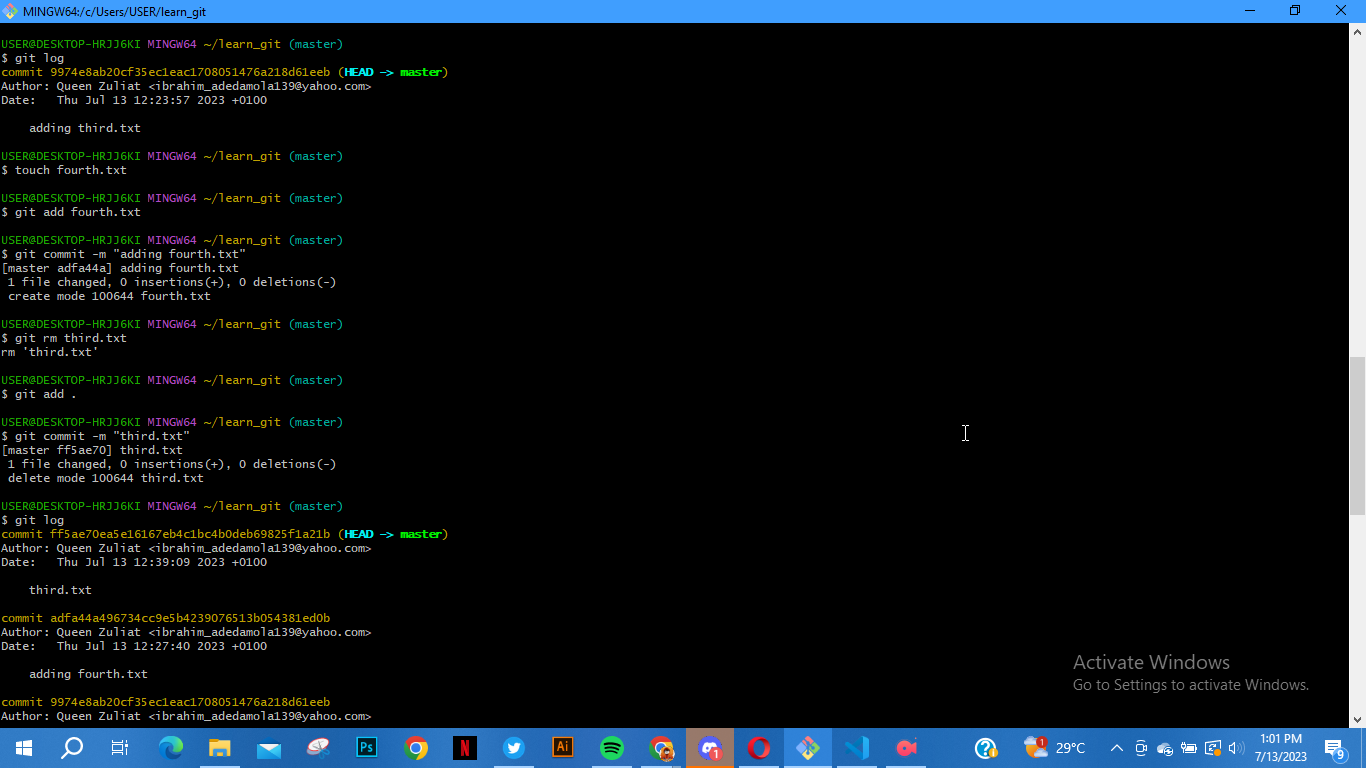 MINGW64:/c/Users/USER/learn_git
USER@DESKTOP-HRJJ6KI MINGW64 ~/learn_git (master)
$ git log
commit 9974e8ab20cf35ec1eac1708051476a218d61eeb (HEAD -> master)
Author: Queen Zuliat <ibrahim_adedamola139@yahoo.com>
Date:   Thu Jul 13 12:23:57 2023 +0100
    adding third.txt
USER@DESKTOP-HRJJ6KI MINGW64 ~/learn_git (master)
$ touch fourth.txt
USER@DESKTOP-HRJJ6KI MINGW64 ~/learn_git (master)
$ git add fourth.txt
USER@DESKTOP-HRJJ6KI MINGW64 ~/learn_git (master)
$ git commit -m "adding fourth.txt"
[master adfa44a] adding fourth.txt
 1 file changed, 0 insertions(+), 0 deletions(-)
 create mode 100644 fourth.txt
USER@DESKTOP-HRJJ6KI MINGW64 ~/learn_git (master)
$ git rm third.txt
rm 'third.txt'
USER@DESKTOP-HRJJ6KI MINGW64 ~/learn_git (master)
$ git add .
USER@DESKTOP-HRJJ6KI MINGW64 ~/learn_git (master)
$ git commit -m "third.txt"
[master ff5ae70] third.txt
 1 file changed, 0 insertions(+), 0 deletions(-)
 delete mode 100644 third.txt
USER@DESKTOP-HRJJ6KI MINGW64 ~/learn_git (master)
$ git log
commit ff5ae70ea5e16167eb4c1bc4b0deb69825f1a21b (HEAD -> master)
Author: Queen Zuliat <ibrahim_adedamola139@yahoo.com>
Date:   Thu Jul 13 12:39:09 2023 +0100
    third.txt
commit adfa44a496734cc9e5b4239076513b054381ed0b
Author: Queen Zuliat <ibrahim_adedamola139@yahoo.com>
Date:   Thu Jul 13 12:27:40 2023 +0100
    adding fourth.txt
commit 9974e8ab20cf35ec1eac1708051476a218d61eeb
Author: Queen Zuliat <ibrahim_adedamola139@yahoo.com>
Activate Windows
Go to Settings to activate Windows.
Ps
N
Ai
1
1
29°C
1:01 PM
7/13/2023
9